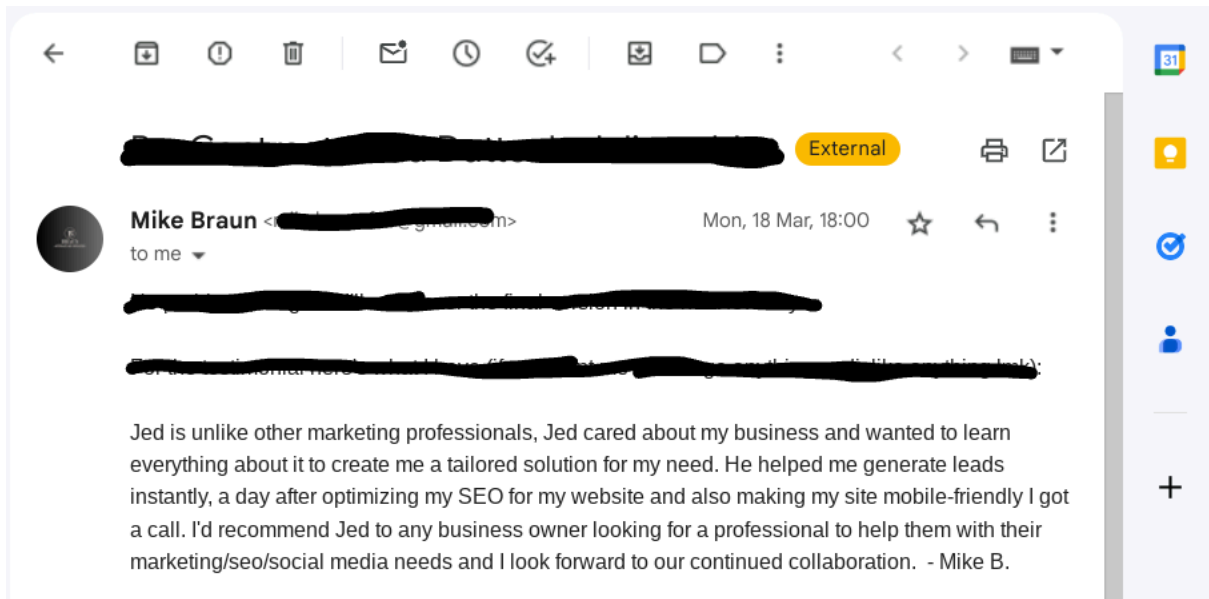 31
External
Mike Braun
Mon, 18 Mar, 18:00
to me
Jed is unlike other marketing professionals, Jed cared about my business and wanted to learn
everything about it to create me a tailored solution for my need. He helped me generate leads
instantly, a day after optimizing my SEO for my website and also making my site mobile-friendly I got
a call. I'd recommend Jed to any business owner looking for a professional to help them with their
marketing/seo/social media needs and I look forward to our continued collaboration.  - Mike B.